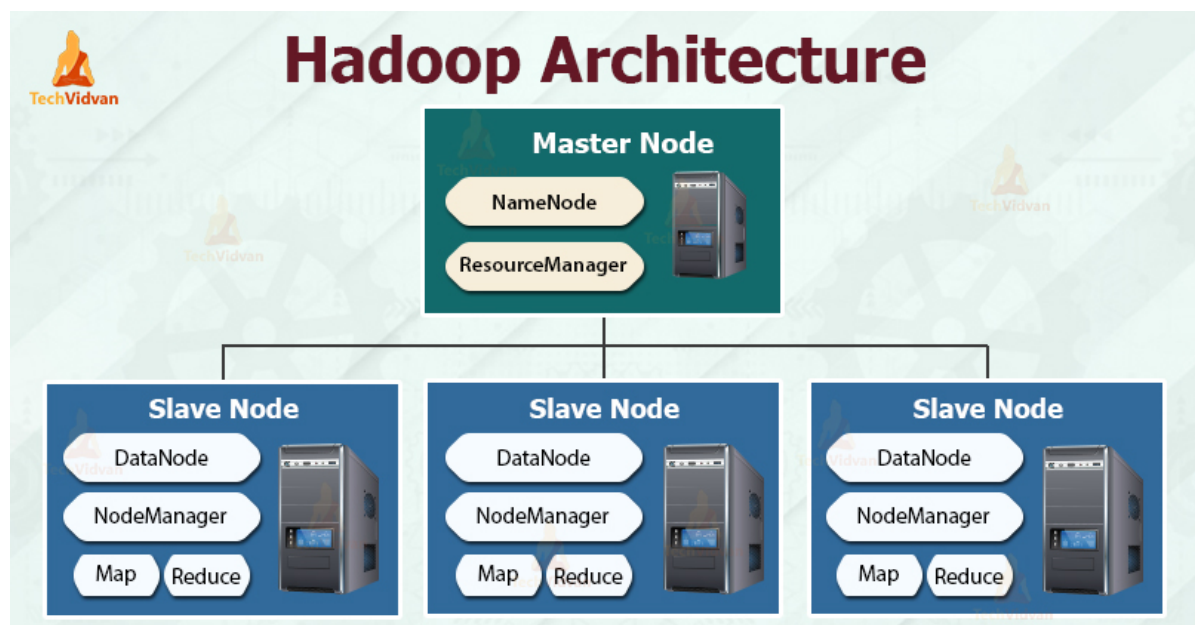 TechVidvan
Hadoop Architecture
Master Node
NameNode
ResourceManager
Slave Node
DataNode
NodeManager
Map
Reduce
Slave Node
DataNode
NodeManager
Map
Reduce
Slave Node
DataNode
NodeManager
Map
Reduce